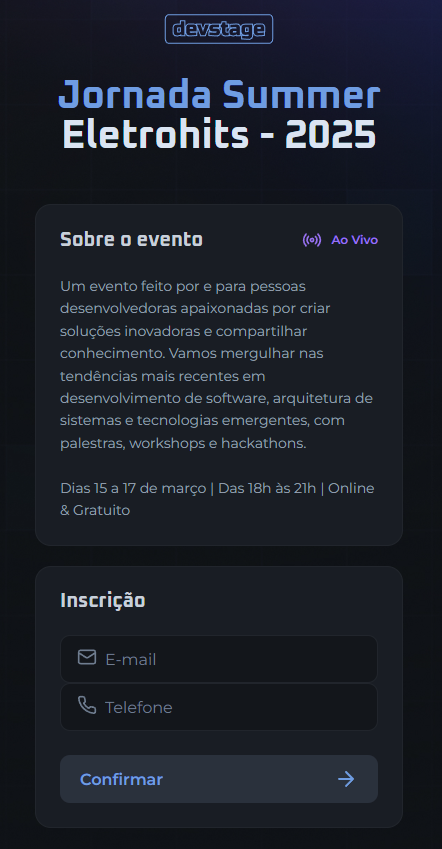 devstage
Jornada Summer
Eletrohits - 2025
Sobre o evento
Ao Vivo
Um evento feito por e para pessoas
desenvolvedoras apaixonadas por criar
soluções inovadoras e compartilhar
conhecimento. Vamos mergulhar nas
tendências mais recentes em
desenvolvimento de software, arquitetura de
sistemas e tecnologias emergentes, com
palestras, workshops e hackathons.
Dias 15 a 17 de março | Das 18h às 21h | Online
& Gratuito
Inscrição
E-mail
Telefone
Confirmar